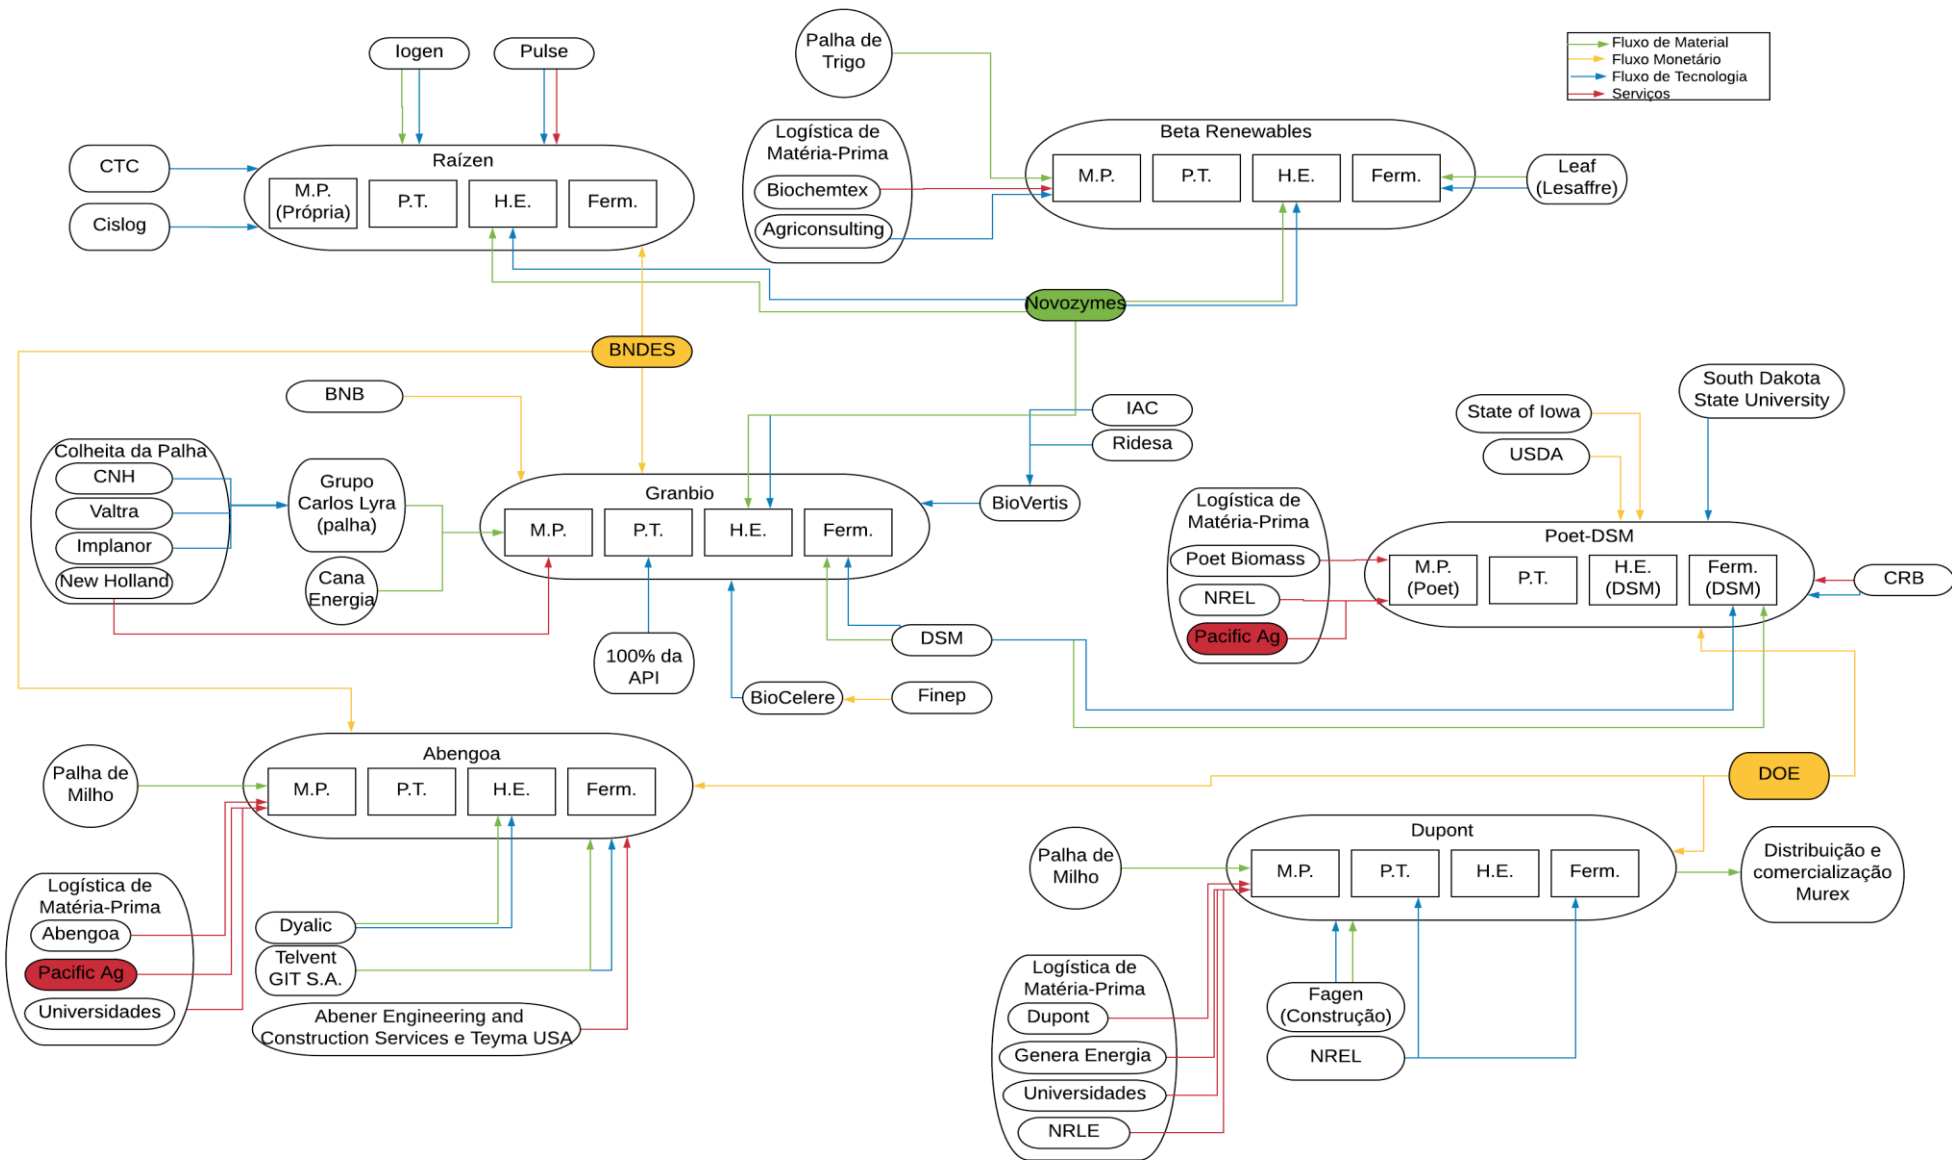 Iogen
Pulse
CTC
Cislog
Raízen
M.P.
(Própria)
P.T.
H.E.
Ferm.
Palha de
Trigo
Logística de
Matéria-Prima
Biochemtex
Agriconsulting
Beta Renewables
M.P.
P.T.
H.E.
Ferm.
Leaf
(Lesaffre)
Fluxo de Material
Fluxo Monetário
Fluxo de Tecnologia
Serviços
Novozymes
BNDES
BNB
Colheita da Palha
CNH
Valtra
Implanor
New Holland
Grupo
Carlos Lyra
(palha)
Cana
Energia
Granbio
M.P.
P.T.
H.E.
Ferm.
IAC
Ridesa
BioVertis
100% da
API
BioCelere
Finep
DSM
State of Iowa
USDA
South Dakota
State University
Logística de
Matéria-Prima
Poet Biomass
NREL
Pacific Ag
Poet-DSM
M.P.
(Poet)
P.T.
H.E.
(DSM)
Ferm.
(DSM)
CRB
DOE
Palha de
Milho
Abengoa
M.P.
P.T.
H.E.
Ferm.
Logística de
Matéria-Prima
Abengoa
Pacific Ag
Universidades
Dyalic
Telvent
GIT S.A.
Abener Engineering and
Construction Services e Teyma USA
Palha de
Milho
Dupont
M.P.
P.T.
H.E.
Ferm.
Distribuição e
comercialização
Murex
Logística de
Matéria-Prima
Dupont
Genera Energia
Universidades
NRLE
Fagen
(Construção)
NREL